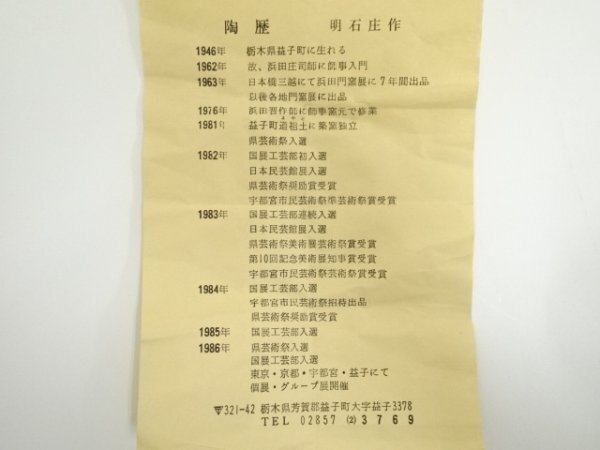 陶歴　明石庄作
1946年　栃木県益子町に生れる
1962年　故、浜田庄司師に師事入門
1963年　日本橋三越にて浜田門窯展に7年間出品
以後各地門窯展に出品
1976年　浜田晋作師に師事窯元で修業
1981年　益子町道祖土に築窯独立
県芸術祭入選
1982年　国展工芸部初入選
日本民芸館展入選
県芸術祭奨励賞受賞
宇都宮市民芸術祭準芸術祭賞受賞
1983年　国展工芸部連続入選
日本民芸館展入選
県芸術祭美術展芸術祭賞受賞
第10回記念美術展知事賞受賞
宇都宮市民芸術祭芸術祭賞受賞
1984年　国展工芸部入選
宇都宮市民芸術祭招待出品
県芸術祭奨励賞受賞
1985年　国展工芸部入選
1986年　県芸術祭入選
国展工芸部入選
東京・京都・宇都宮・益子にて
個展・グループ展開催
〒321-42 栃木県芳賀郡益子町大字益子3378
TEL 02857 (2) 3769